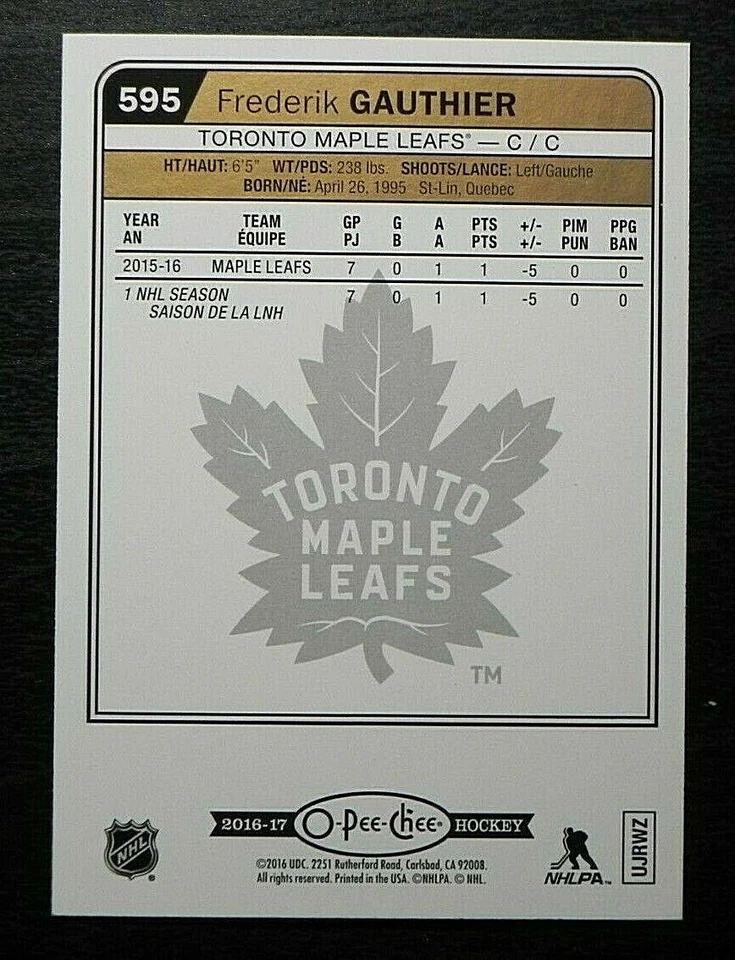 595 Frederik GAUTHIER
TORONTO MAPLE LEAFS® — C / C
HT/HAUT: 6'5" WT/PDS: 238 lbs. SHOOTS/LANCE: Left/Gauche
BORN/NÉ: April 26, 1995 St-Lin, Quebec
YEAR TEAM GP G A PTS +/- PIM PPG
AN ÉQUIPE PJ B A PTS +/- PUN BAN
2015-16 MAPLE LEAFS 7 0 1 1 -5 0 0
1 NHL SEASON 7 0 1 1 -5 0 0
SAISON DE LA LNH
TORONTO
MAPLE
LEAFS
TM
2016-17 O-Pee-Chee® HOCKEY
©2016 UDC. 2251 Rutherford Road, Carlsbad, CA 92008.
All rights reserved. Printed in the USA. ©NHLPA. © NHL.
NHL®
NHLPA™
UJRWZ